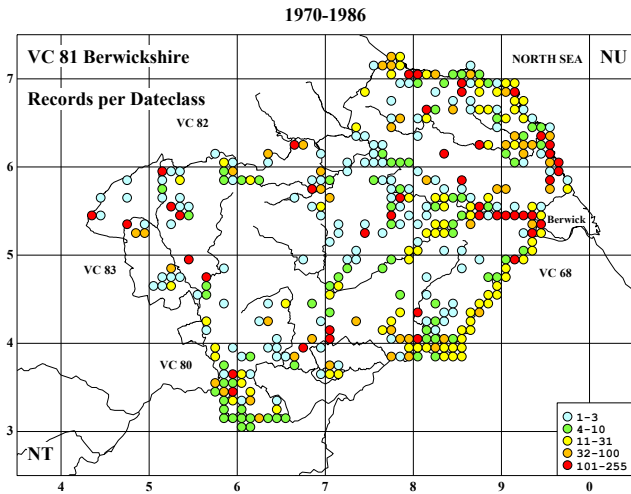 1970-1986
VC 81 Berwickshire
NORTH SEA
NU
7
Records per Dateclass
VC 82
6
Berwick
5
VC 83
VC 68
4
VC 80
1-3
4-10
11-31
32-100
101-255
3
NT
4 5 6 7 8 9 0